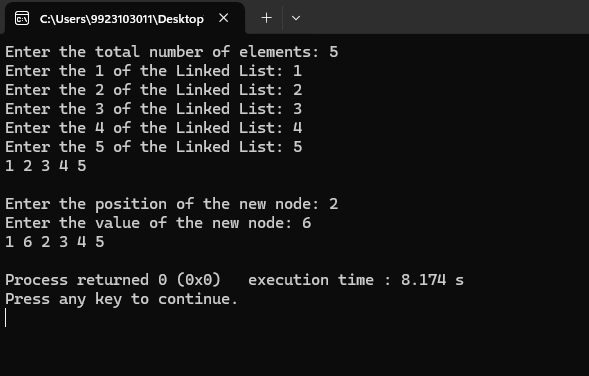 C:\Users\9923103011\Desktop
Enter the total number of elements: 5
Enter the 1 of the Linked List: 1
Enter the 2 of the Linked List: 2
Enter the 3 of the Linked List: 3
Enter the 4 of the Linked List: 4
Enter the 5 of the Linked List: 5
1 2 3 4 5
Enter the position of the new node: 2
Enter the value of the new node: 6
1 6 2 3 4 5
Process returned 0 (0x0)   execution time : 8.174 s
Press any key to continue.